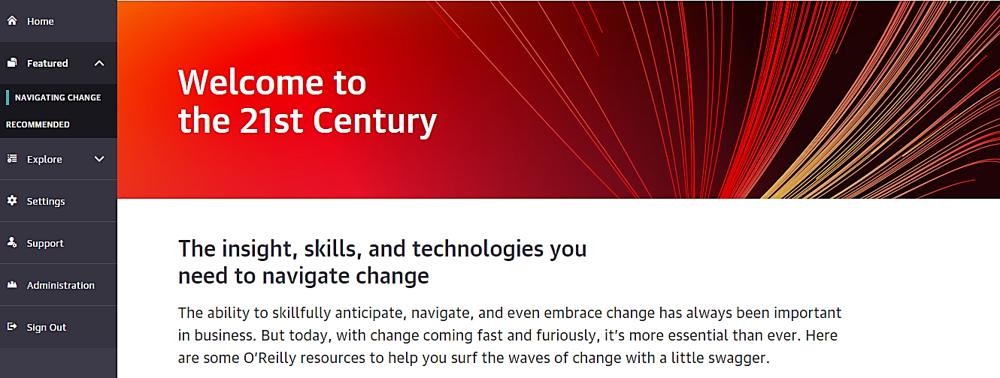 Home
Featured
NAVIGATING CHANGE
RECOMMENDED
Explore
Settings
Support
Administration
Sign Out
Welcome to
the 21st Century
The insight, skills, and technologies you
need to navigate change
The ability to skillfully anticipate, navigate, and even embrace change has always been important
in business. But today, with change coming fast and furiously, it's more essential than ever. Here
are some O'Reilly resources to help you surf the waves of change with a little swagger.